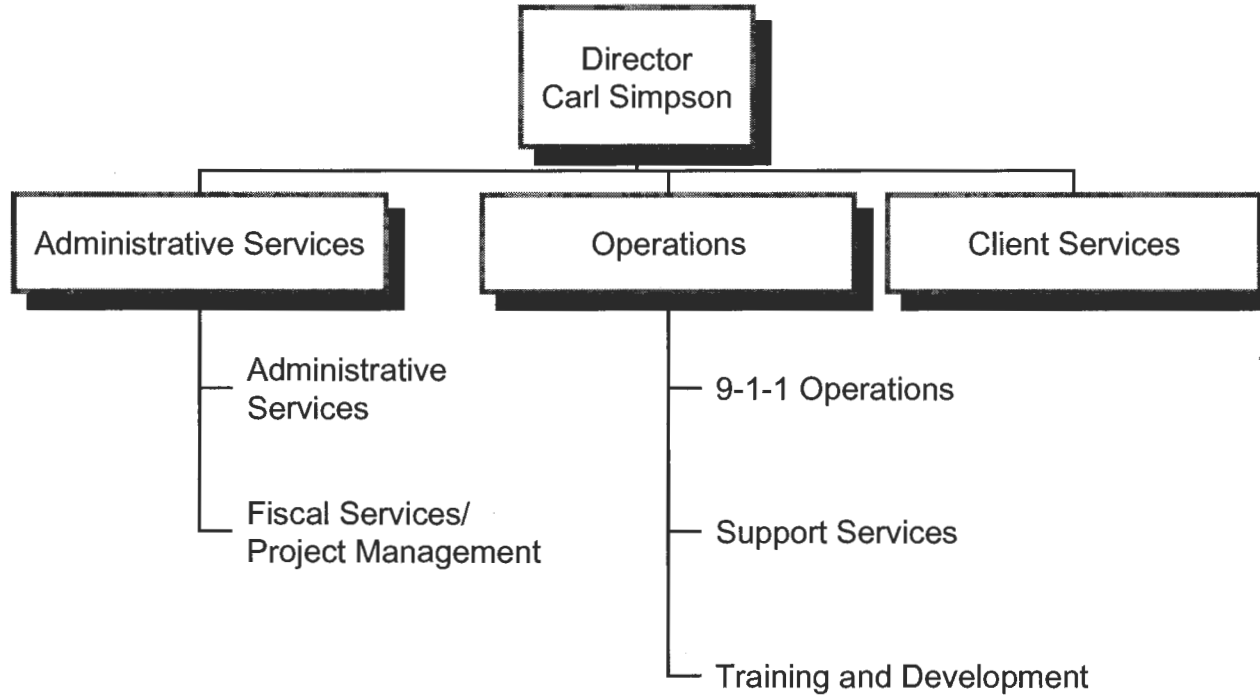 Director
Carl Simpson
Administrative Services
Operations
Client Services
Administrative
Services
Fiscal Services/
Project Management
9-1-1 Operations
Support Services
Training and Development